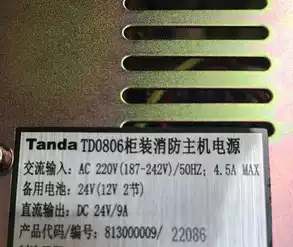 Tanda TD0806柜装消防主机电源
交流输入: AC 220V(187-242V)/50HZ; 4.5A MAX
备用电池: 24V(12V 2节)
直流输出: DC 24V/9A
产品代码/编号: 813000009/ 22086